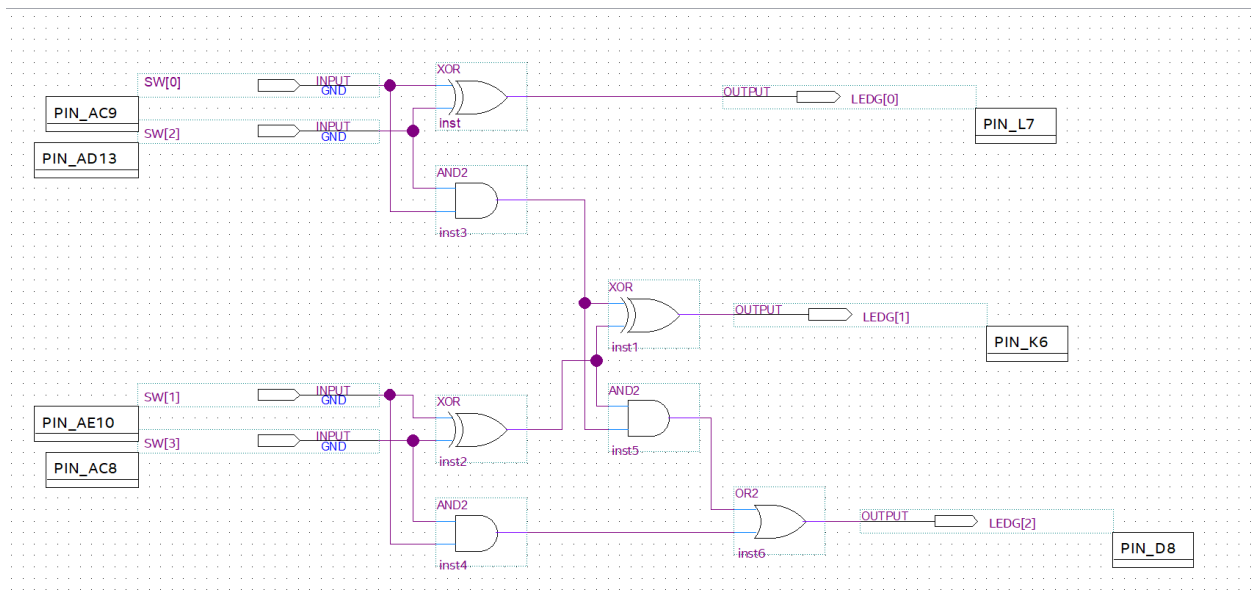 XOR
SW[0]
INPUT
GND
OUTPUT
LEDG[0]
PIN_AC9
inst
PIN_L7
SW[2]
INPUT
GND
PIN_AD13
AND2
inst3
XOR
OUTPUT
LEDG[1]
inst1
PIN_K6
SW[1]
INPUT
GND
XOR
AND2
PIN_AE10
SW[3]
INPUT
GND
inst2
inst5
PIN_AC8
AND2
OR2
OUTPUT
LEDG[2]
inst4
inst6
PIN_D8